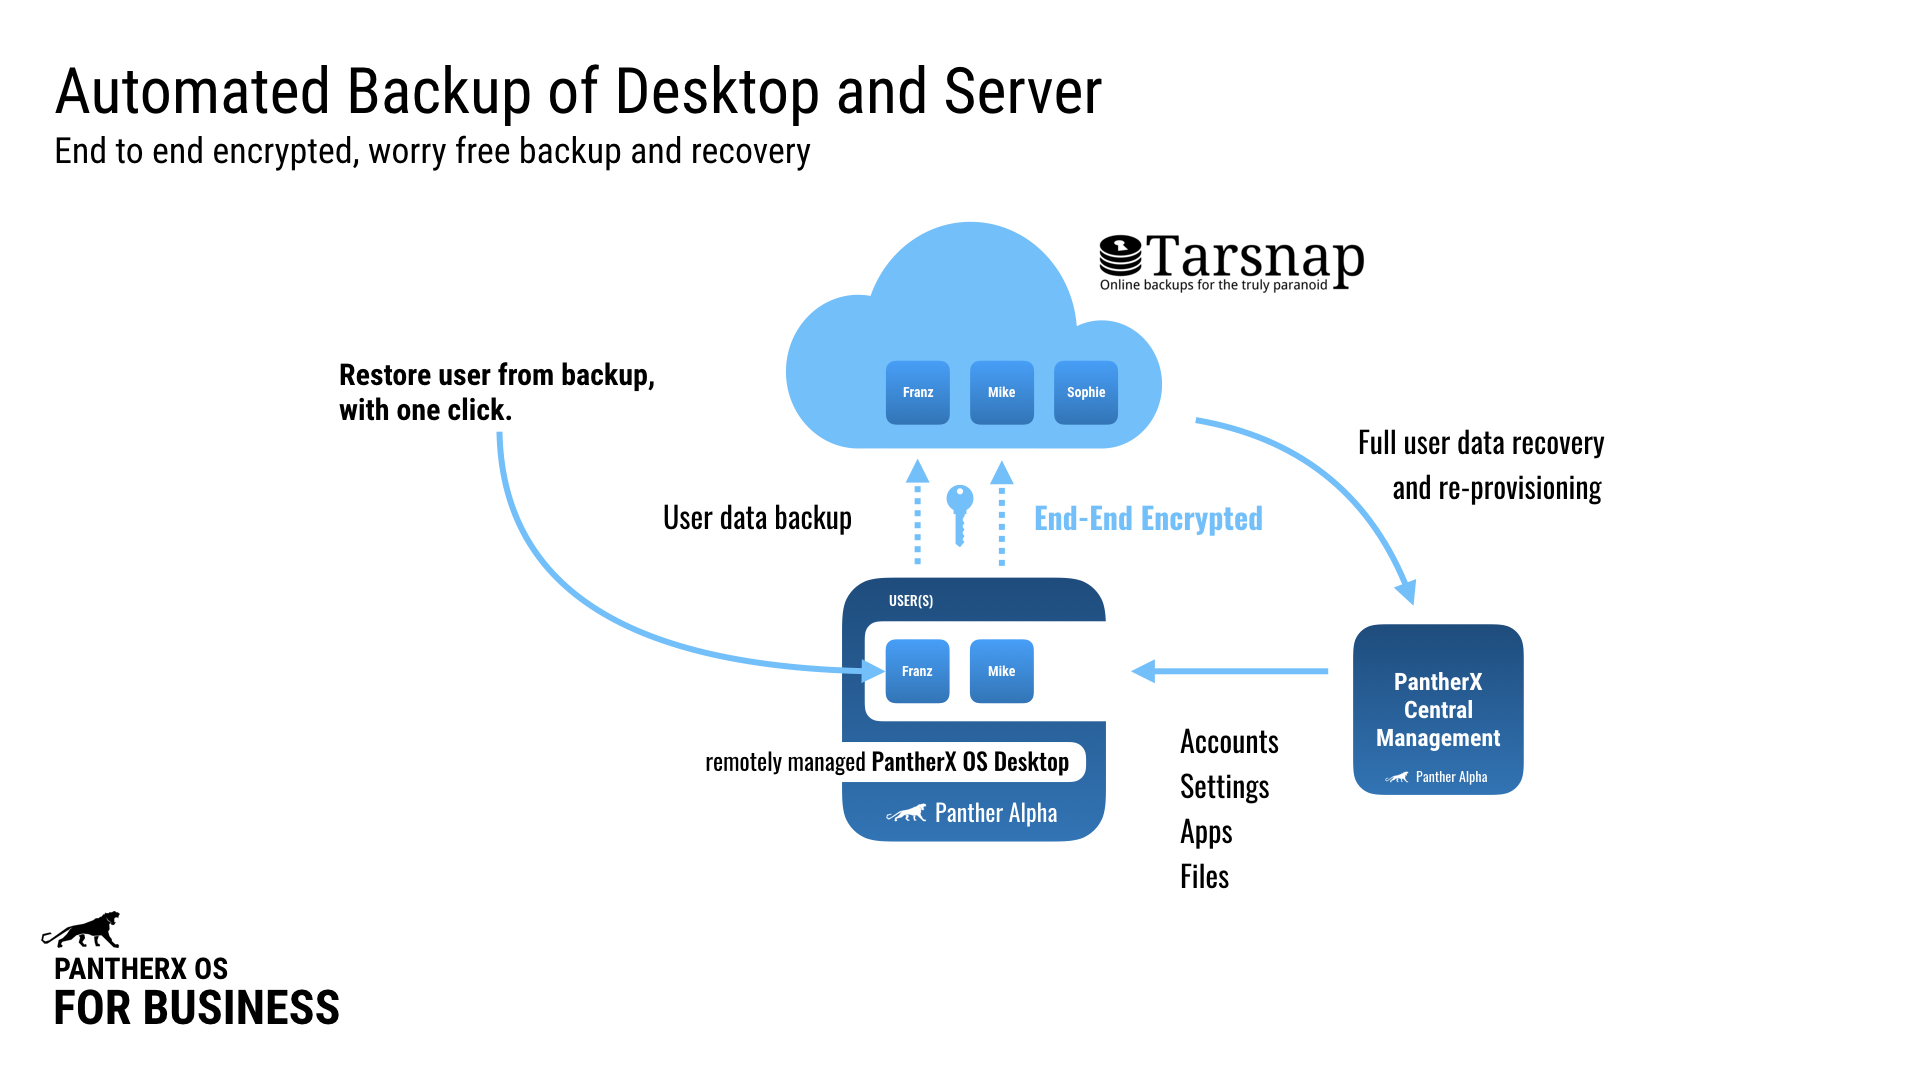 Automated Backup of Desktop and Server
End to end encrypted, worry free backup and recovery
Tarsnap
Online backups for the truly paranoid
Restore user from backup,
with one click.
Franz
Mike
Sophie
Full user data recovery
and re-provisioning
User data backup
End-End Encrypted
USER(S)
Franz
Mike
remotely managed PantherX OS Desktop
Panther Alpha
Accounts
Settings
Apps
Files
PantherX
Central
Management
Panther Alpha
PANTHERX OS
FOR BUSINESS